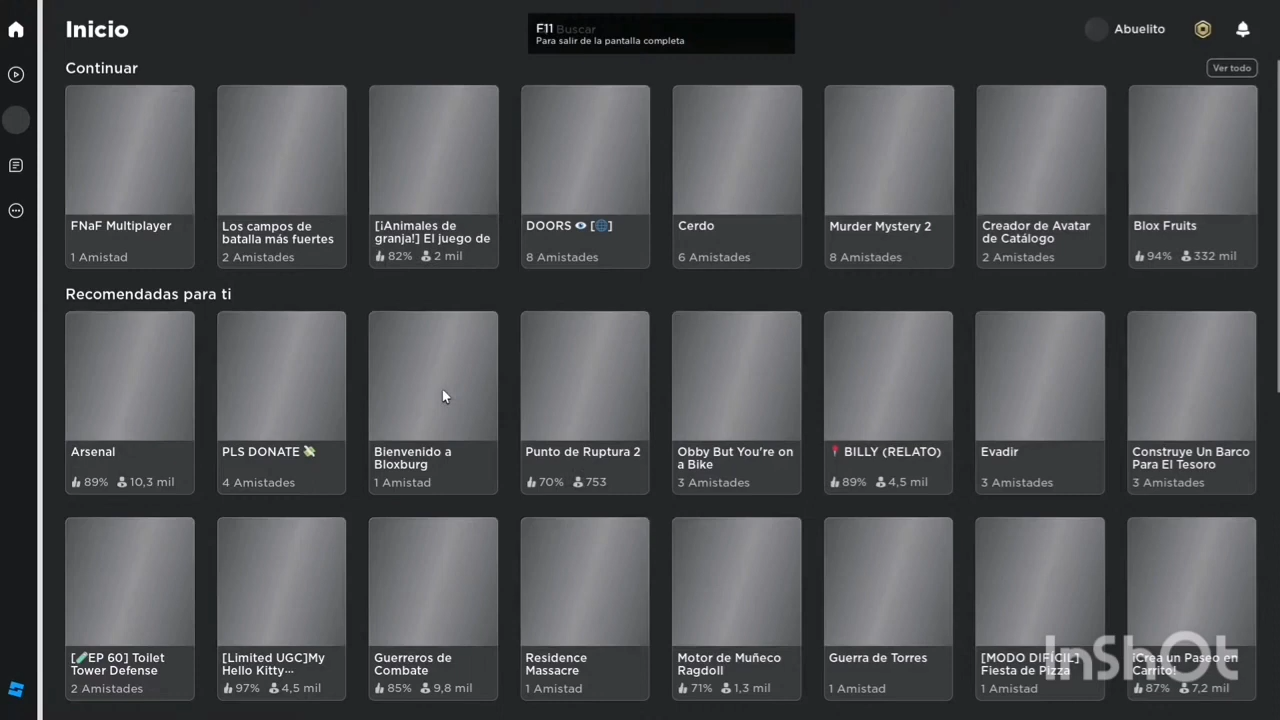 Inicio
F11 Buscar
Para salir de la pantalla completa
Abuelito
Continuar
Ver todo
FNaF Multiplayer
1 Amistad
Los campos de
batalla más fuertes
2 Amistades
[¡Animales de
granja!] El juego de
82% 2 mil
DOORS 👁️ [🌐]
8 Amistades
Cerdo
6 Amistades
Murder Mystery 2
8 Amistades
Creador de Avatar
de Catálogo
2 Amistades
Blox Fruits
94% 332 mil
Recomendadas para ti
Arsenal
89% 10,3 mil
PLS DONATE 💸
4 Amistades
Bienvenido a
Bloxburg
1 Amistad
Punto de Ruptura 2
70% 753
Obby But You're on
a Bike
3 Amistades
🎈 BILLY (RELATO)
89% 4,5 mil
Evadir
3 Amistades
Construye Un Barco
Para El Tesoro
3 Amistades
[🧪EP 60] Toilet
Tower Defense
2 Amistades
[Limited UGC]My
Hello Kitty...
97% 4,5 mil
Guerreros de
Combate
85% 9,8 mil
Residence
Massacre
1 Amistad
Motor de Muñeco
Ragdoll
71% 1,3 mil
Guerra de Torres
1 Amistad
[MODO DIFÍCIL]
Fiesta de Pizza
1 Amistad
¡Crea un Paseo en
Carrito!
87% 7,2 mil
InShOt